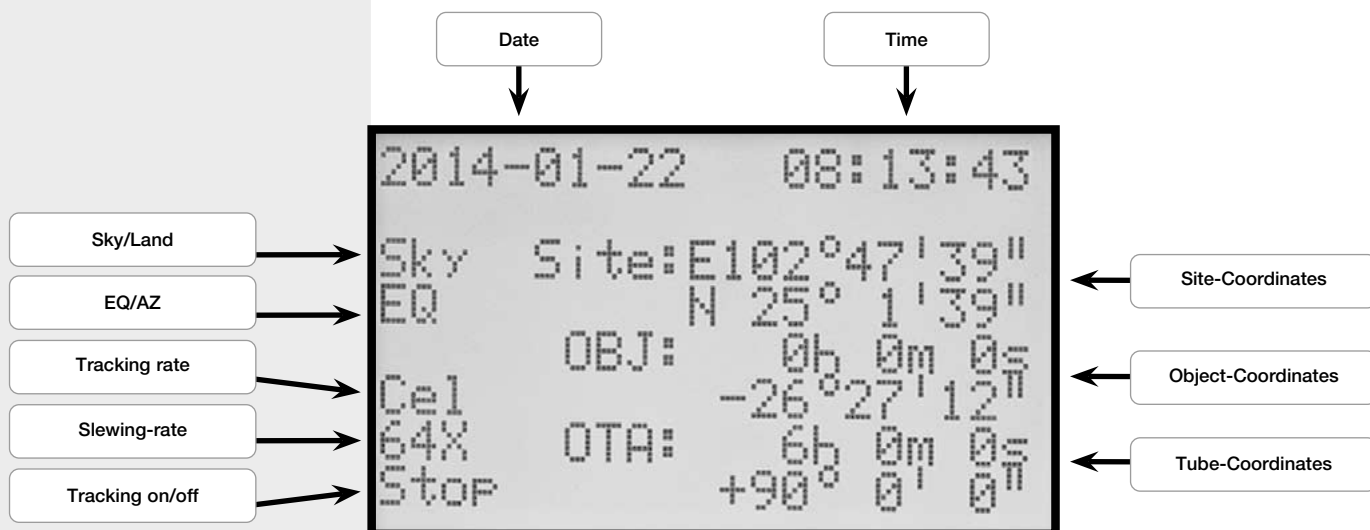 Date
Time
2014-01-22 08:13:43
Sky/Land
Sky Site:E102°47'39"
Site-Coordinates
EQ/AZ
EQ N 25° 1'39"
Tracking rate
OBJ: 0h 0m 0s
Object-Coordinates
Cel -26°27'12"
Slewing-rate
64X OTA: 6h 0m 0s
Tube-Coordinates
Tracking on/off
Stop +90° 0' 0"